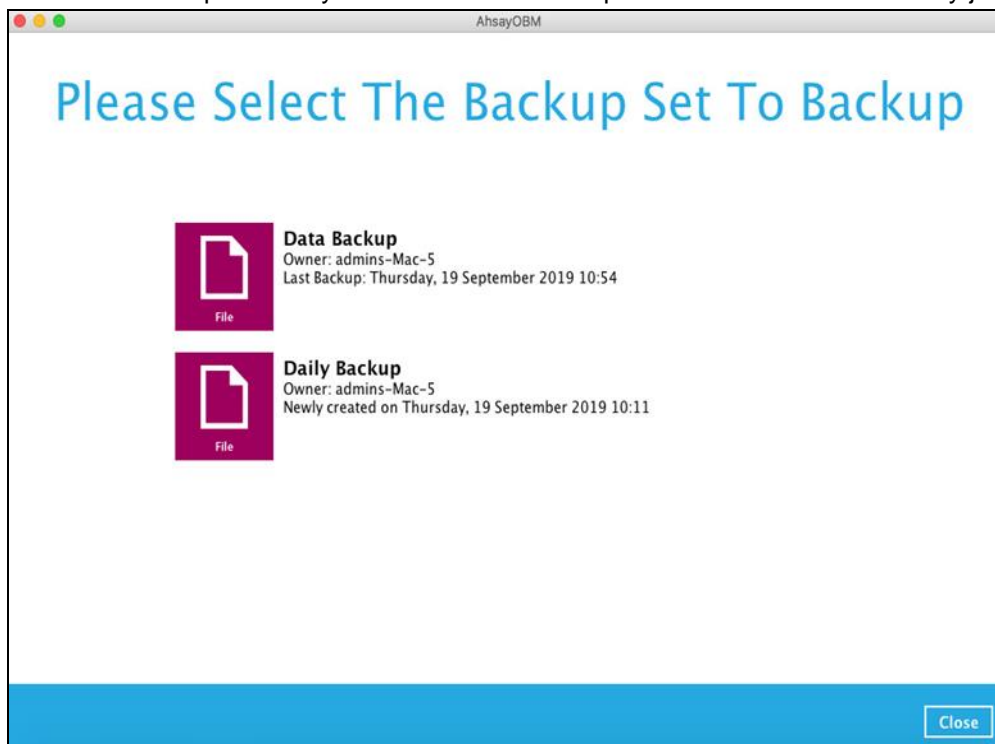 AhsayOBM
Please Select The Backup Set To Backup
Data Backup
Owner: admins-Mac-5
Last Backup: Thursday, 19 September 2019 10:54
File
Daily Backup
Owner: admins-Mac-5
Newly created on Thursday, 19 September 2019 10:11
File
Close